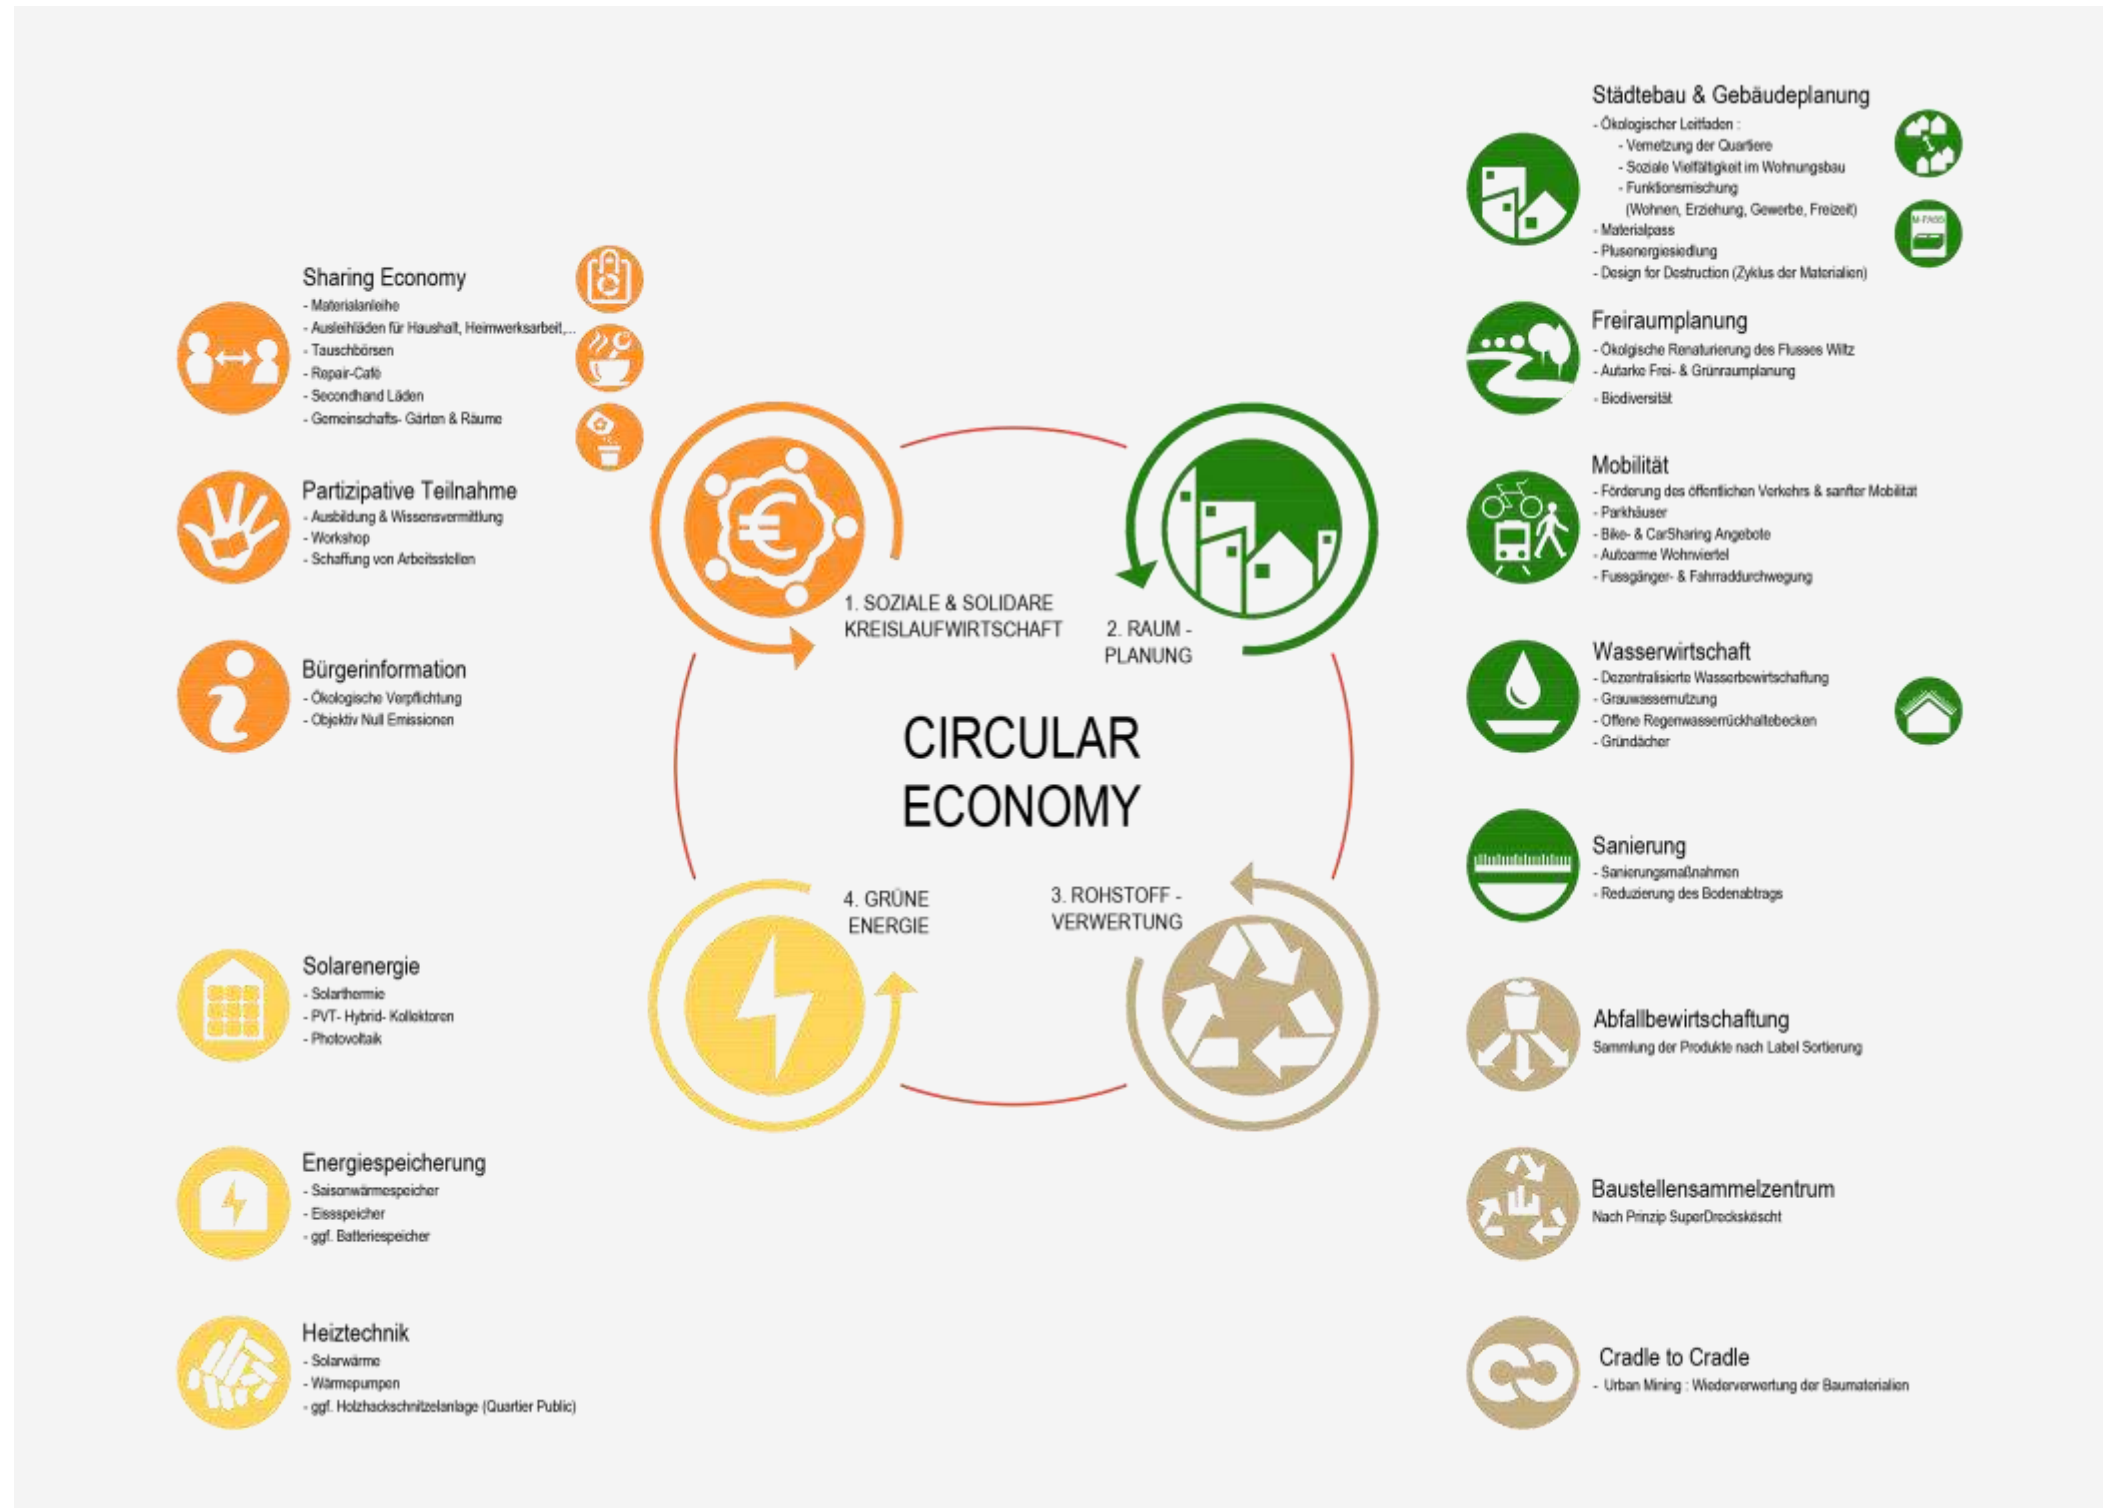 Sharing Economy
- Materialanleihe
- Ausleihläden für Haushalt, Heimwerksarbeit,...
- Tauschbörsen
- Repair-Café
- Secondhand Läden
- Gemeinschafts- Gärten & Räume
Partizipative Teilnahme
- Ausbildung & Wissensvermittlung
- Workshop
- Schaffung von Arbeitsstellen
Bürgerinformation
- Ökologische Verpflichtung
- Objektiv Null Emissionen
1. SOZIALE & SOLIDARE
KREISLAUFWIRTSCHAFT
2. RAUM -
PLANUNG
CIRCULAR
ECONOMY
4. GRÜNE
ENERGIE
3. ROHSTOFF -
VERWERTUNG
Solarenergie
- Solarthermie
- PVT- Hybrid- Kollektoren
- Photovoltaik
Energiespeicherung
- Saisonwärmespeicher
- Eissspeicher
- ggf. Batteriespeicher
Heiztechnik
- Solarwärme
- Wärmepumpen
- ggf. Holzhackschnitzelanlage (Quartier Public)
Städtebau & Gebäudeplanung
- Ökologischer Leitfaden :
- Vernetzung der Quartiere
- Soziale Vielfältigkeit im Wohnungsbau
- Funktionsmischung
(Wohnen, Erziehung, Gewerbe, Freizeit)
- Materialpass
- Plusenergiesiedlung
- Design for Destruction (Zyklus der Materialien)
M-PASS
Freiraumplanung
- Ökolgische Renaturierung des Flusses Wiltz
- Autarke Frei- & Grünraumplanung
- Biodiversität
Mobilität
- Förderung des öffentlichen Verkehrs & sanfter Mobilität
- Parkhäuser
- Bike- & CarSharing Angebote
- Autoarme Wohnviertel
- Fussgänger- & Fahrraddurchwegung
Wasserwirtschaft
- Dezentralisierte Wasserbewirtschaftung
- Grauwassernutzung
- Offene Regenwasserrückhaltebecken
- Gründächer
Sanierung
- Sanierungsmaßnahmen
- Reduzierung des Bodenabtrags
Abfallbewirtschaftung
Sammlung der Produkte nach Label Sortierung
Baustellensammelzentrum
Nach Prinzip SuperDreckskëscht
Cradle to Cradle
- Urban Mining : Wiederverwertung der Baumaterialien